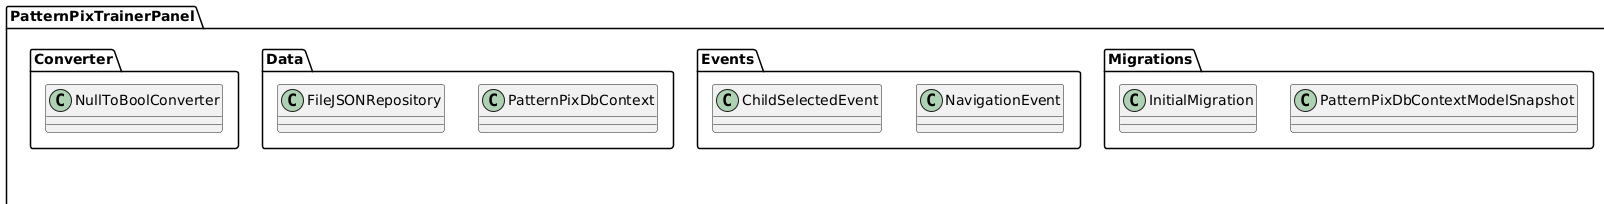 PatternPixTrainerPanel
Converter
Data
Events
Migrations
C NullToBoolConverter
C FileJSONRepository
C PatternPixDbContext
C ChildSelectedEvent
C NavigationEvent
C InitialMigration
C PatternPixDbContextModelSnapshot